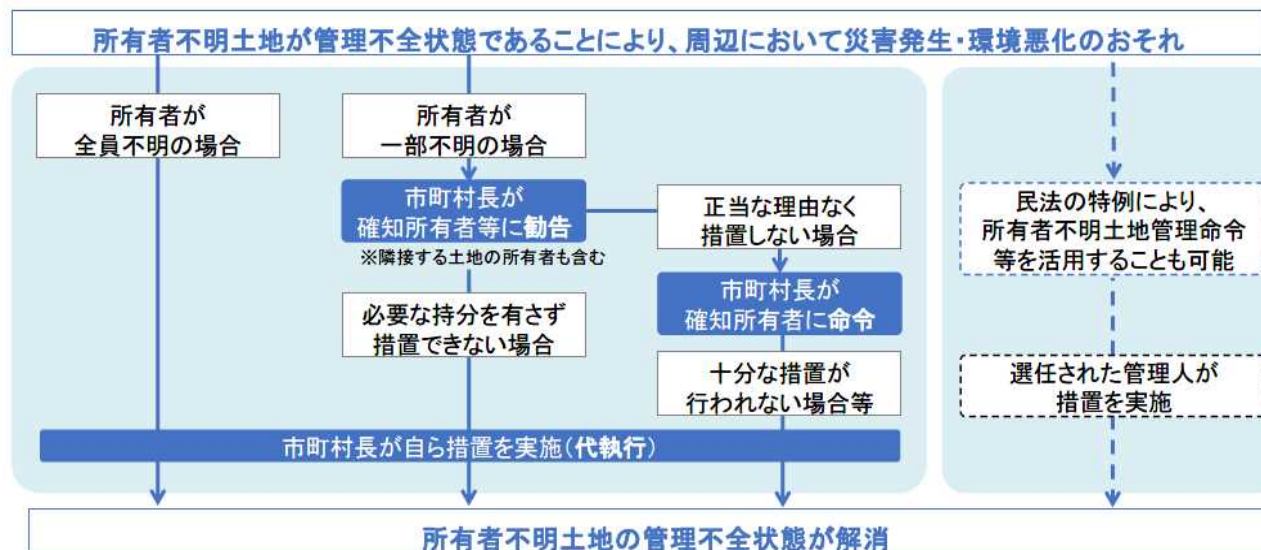 所有者不明土地が管理不全状態であることにより、周辺において災害発生・環境悪化のおそれ
所有者が
全員不明の場合
所有者が
一部不明の場合
市町村長が
確知所有者等に勧告
※隣接する土地の所有者も含む
必要な持分を有さず
措置できない場合
正当な理由なく
措置しない場合
市町村長が
確知所有者に命令
十分な措置が
行われない場合等
市町村長が自ら措置を実施(代執行)
民法の特例により、
所有者不明土地管理命令
等を活用することも可能
選任された管理人が
措置を実施
所有者不明土地の管理不全状態が解消